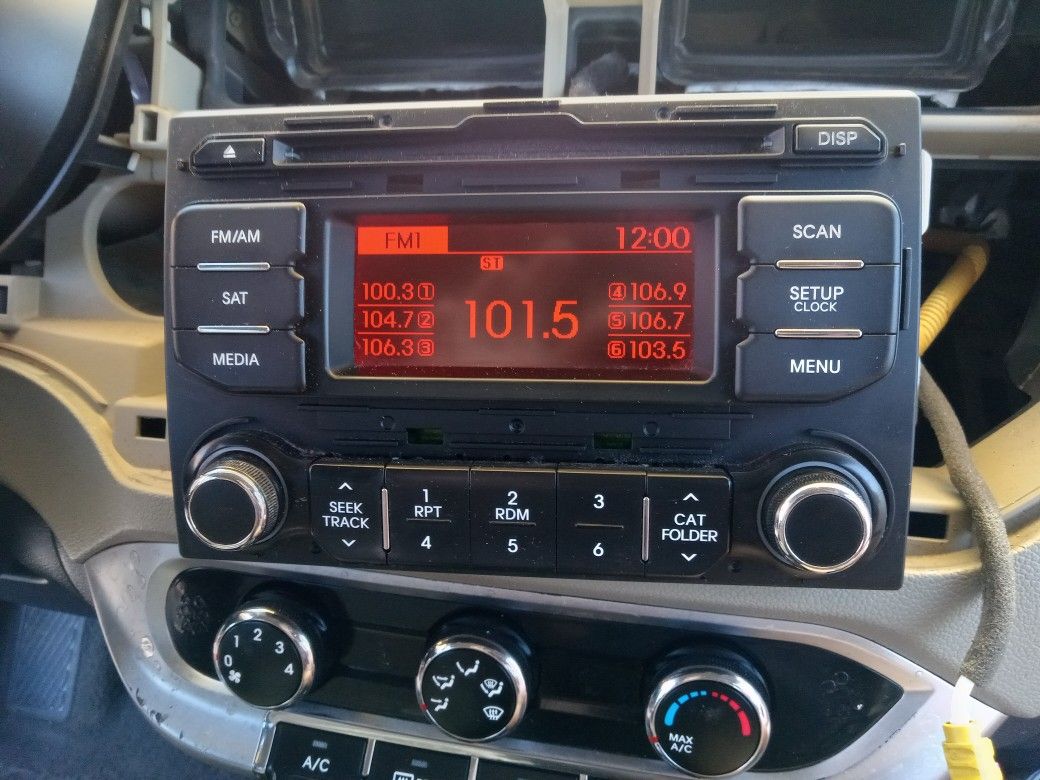 DISP
FM/AM
SAT
MEDIA
FM1 12:00
ST
100.3 1
104.7 2
106.3 3
101.5
4 106.9
5 106.7
6 103.5
SCAN
SETUP
CLOCK
MENU
SEEK
TRACK
1
RPT
4
2
RDM
5
3
6
CAT
FOLDER
0 1 2 3 4
MAX
A/C
A/C